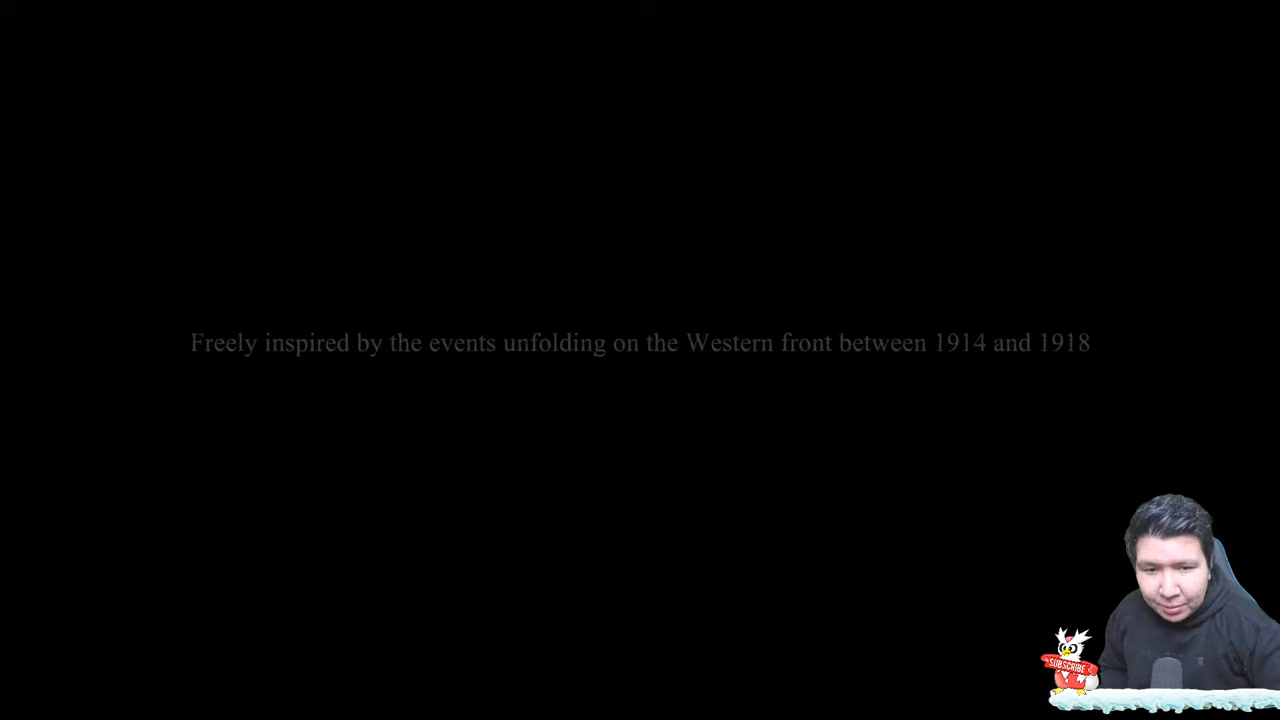 Freely inspired by the events unfolding on the Western front between 1914 and 1918
SUBSCRIBE